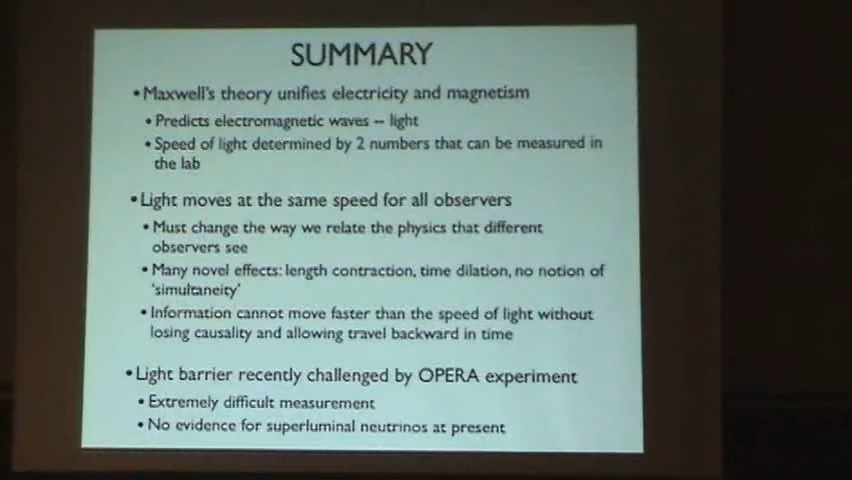 SUMMARY
• Maxwell's theory unifies electricity and magnetism
• Predicts electromagnetic waves -- light
• Speed of light determined by 2 numbers that can be measured in
the lab
• Light moves at the same speed for all observers
• Must change the way we relate the physics that different
observers see
• Many novel effects: length contraction, time dilation, no notion of
'simultaneity'
• Information cannot move faster than the speed of light without
losing causality and allowing travel backward in time
• Light barrier recently challenged by OPERA experiment
• Extremely difficult measurement
• No evidence for superluminal neutrinos at present